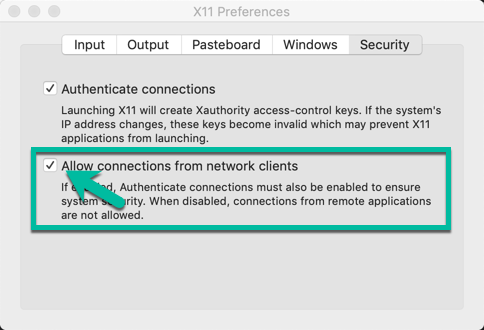 X11 Preferences
Input Output Pasteboard Windows Security
Authenticate connections
Launching X11 will create Xauthority access-control keys. If the system's
IP address changes, these keys become invalid which may prevent X11
applications from launching.
Allow connections from network clients
If enabled, Authenticate connections must also be enabled to ensure
system security. When disabled, connections from remote applications
are not allowed.